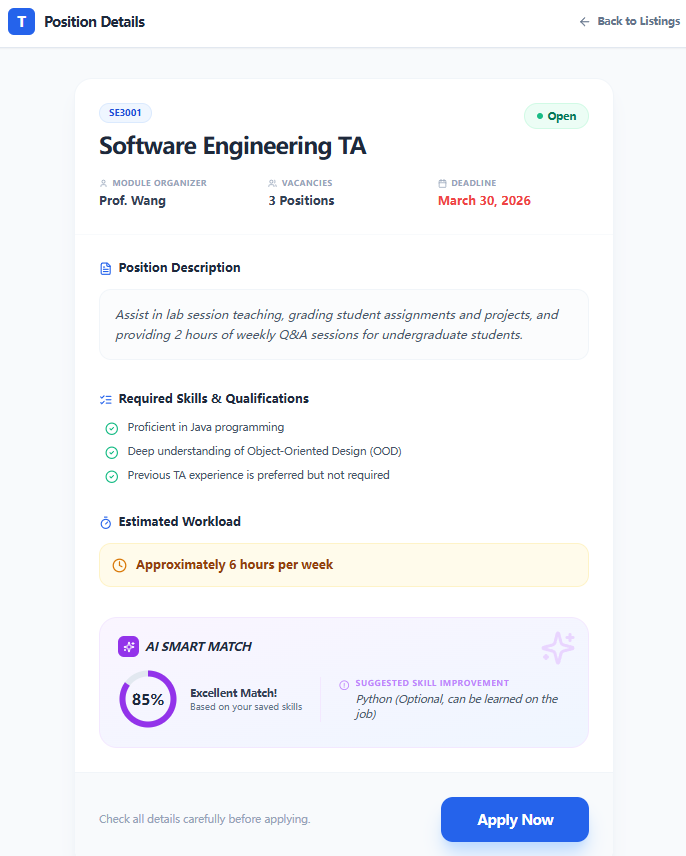 T Position Details
Back to Listings
SE3001
Open
Software Engineering TA
MODULE ORGANIZER
Prof. Wang
VACANCIES
3 Positions
DEADLINE
March 30, 2026
Position Description
Assist in lab session teaching, grading student assignments and projects, and
providing 2 hours of weekly Q&A sessions for undergraduate students.
Required Skills & Qualifications
Proficient in Java programming
Deep understanding of Object-Oriented Design (OOD)
Previous TA experience is preferred but not required
Estimated Workload
Approximately 6 hours per week
AI SMART MATCH
85%
Excellent Match!
Based on your saved skills
SUGGESTED SKILL IMPROVEMENT
Python (Optional, can be learned on the
job)
Check all details carefully before applying.
Apply Now